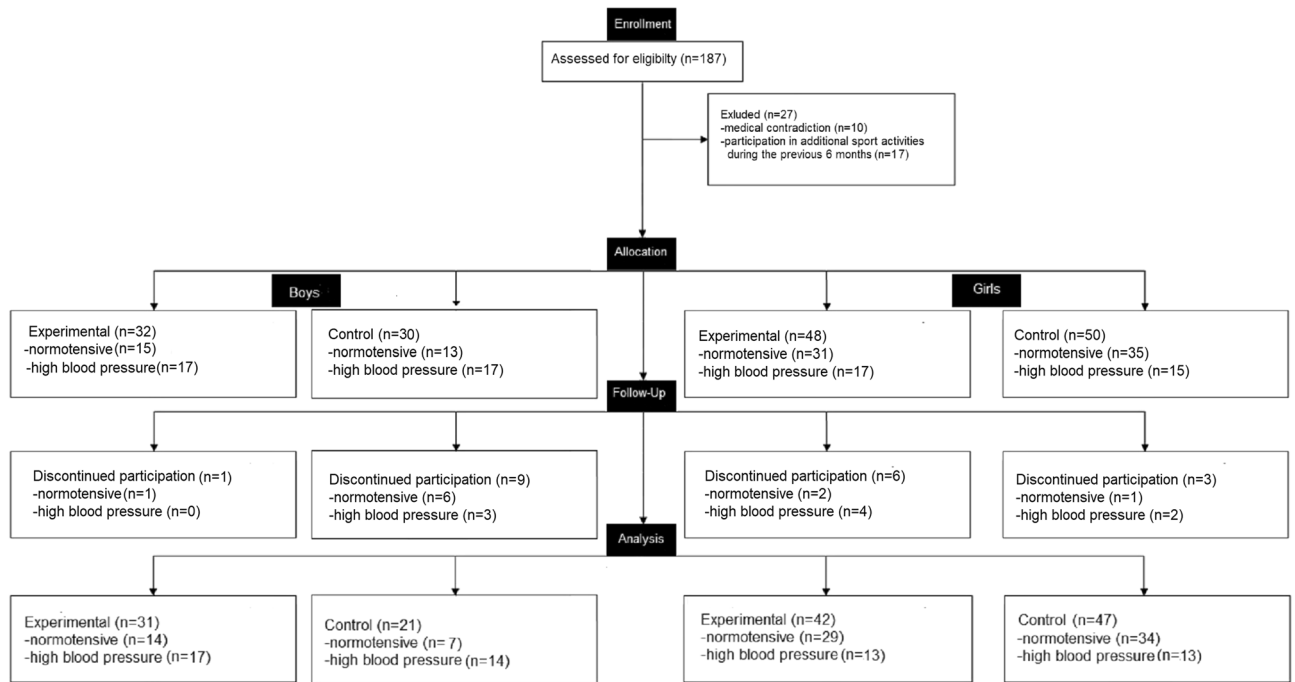 Enrollment
Assessed for eligibilty (n=187)
Exluded (n=27)
-medical contradiction (n=10)
-participation in additional sport activities
during the previous 6 months (n=17)
Allocation
Boys
Girls
Experimental (n=32)
-normotensive (n=15)
-high blood pressure (n=17)
Control (n=30)
-normotensive (n=13)
-high blood pressure (n=17)
Experimental (n=48)
-normotensive (n=31)
-high blood pressure (n=17)
Control (n=50)
-normotensive (n=35)
-high blood pressure (n=15)
Follow-Up
Discontinued participation (n=1)
-normotensive (n=1)
-high blood pressure (n=0)
Discontinued participation (n=9)
-normotensive (n=6)
-high blood pressure (n=3)
Discontinued participation (n=6)
-normotensive (n=2)
-high blood pressure (n=4)
Discontinued participation (n=3)
-normotensive (n=1)
-high blood pressure (n=2)
Analysis
Experimental (n=31)
-normotensive (n=14)
-high blood pressure (n=17)
Control (n=21)
-normotensive (n=7)
-high blood pressure (n=14)
Experimental (n=42)
-normotensive (n=29)
-high blood pressure (n=13)
Control (n=47)
-normotensive (n=34)
-high blood pressure (n=13)